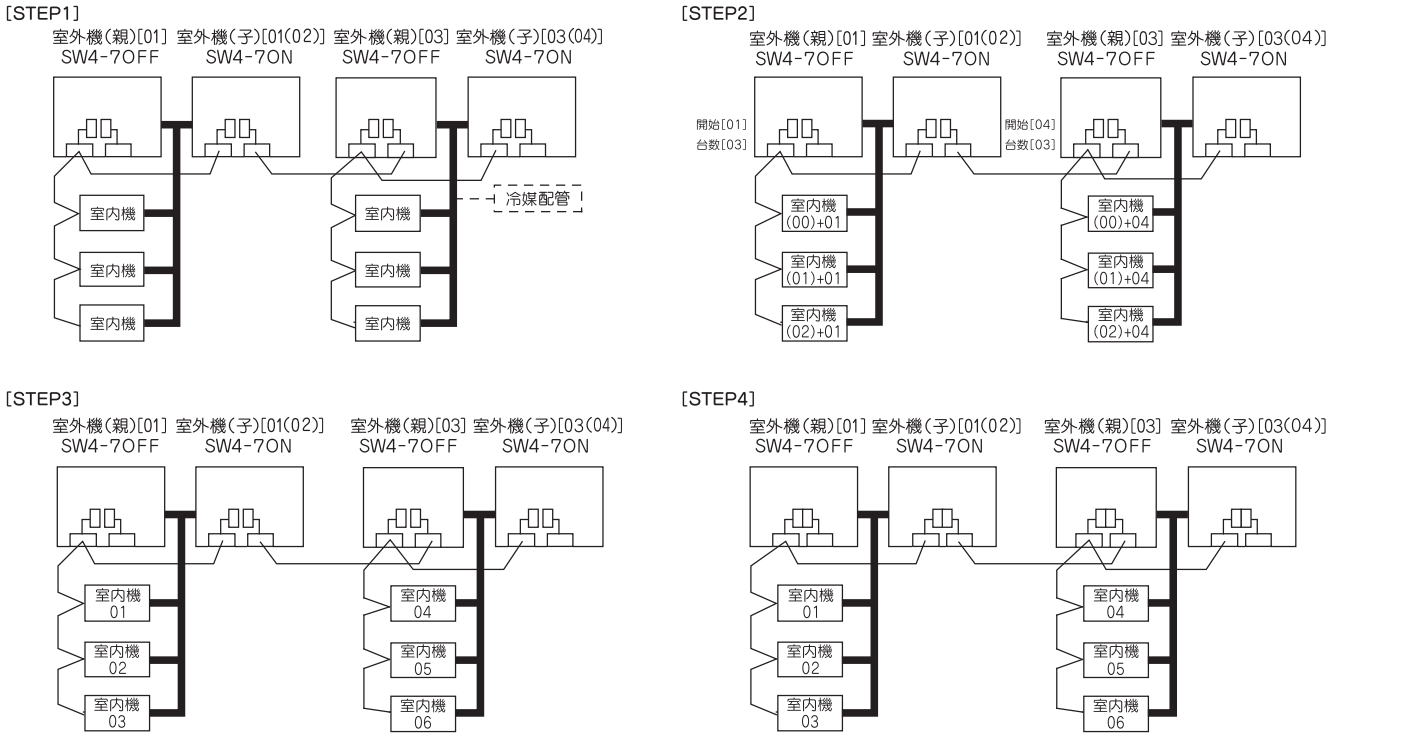 [STEP1]
室外機(親)[01] 室外機(子)[01(02)] 室外機(親)[03] 室外機(子)[03(04)]
SW4-7OFF SW4-7ON SW4-7OFF SW4-7ON
冷媒配管
室内機 室内機
室内機 室内機
室内機 室内機
[STEP2]
室外機(親)[01] 室外機(子)[01(02)] 室外機(親)[03] 室外機(子)[03(04)]
SW4-7OFF SW4-7ON SW4-7OFF SW4-7ON
開始[01] 開始[04]
台数[03] 台数[03]
室内機 室内機
(00)+01 (00)+04
室内機 室内機
(01)+01 (01)+04
室内機 室内機
(02)+01 (02)+04
[STEP3]
室外機(親)[01] 室外機(子)[01(02)] 室外機(親)[03] 室外機(子)[03(04)]
SW4-7OFF SW4-7ON SW4-7OFF SW4-7ON
室内機 室内機
01 04
室内機 室内機
02 05
室内機 室内機
03 06
[STEP4]
室外機(親)[01] 室外機(子)[01(02)] 室外機(親)[03] 室外機(子)[03(04)]
SW4-7OFF SW4-7ON SW4-7OFF SW4-7ON
室内機 室内機
01 04
室内機 室内機
02 05
室内機 室内機
03 06